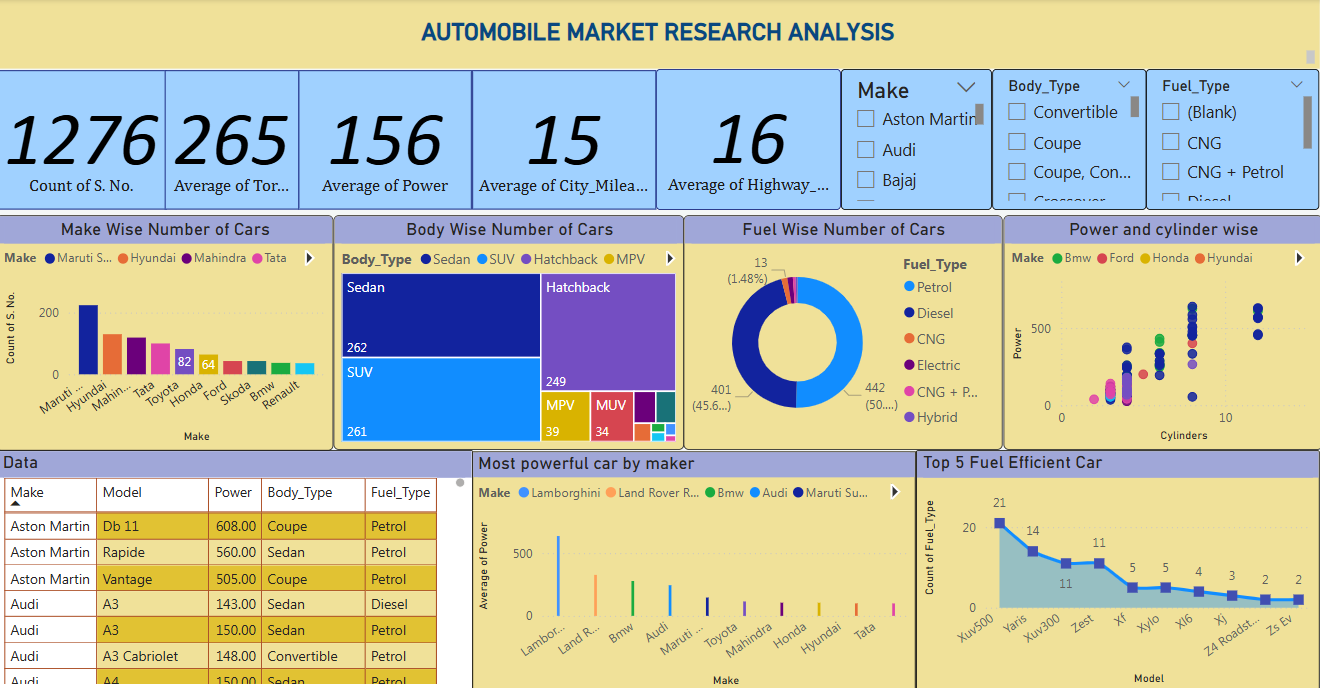 AUTOMOBILE MARKET RESEARCH ANALYSIS
1276
Count of S. No.
265
Average of Tor...
156
Average of Power
15
Average of City_Milea...
16
Average of Highway_...
Make
Aston Martin
Audi
Bajaj
Body_Type
Convertible
Coupe
Coupe, Con...
Crossover
Fuel_Type
(Blank)
CNG
CNG + Petrol
Diesel
Make Wise Number of Cars
Make Maruti S... Hyundai Mahindra Tata
Count of S. No.
200
0
82
64
Maruti ...
Hyundai
Mahin...
Tata
Toyota
Honda
Ford
Skoda
Bmw
Renault
Make
Body Wise Number of Cars
Body_Type Sedan SUV Hatchback MPV
Sedan
262
SUV
261
Hatchback
249
MPV
39
MUV
34
Fuel Wise Number of Cars
13
(1.48%)
401
(45.6...)
442
(50....)
Fuel_Type
Petrol
Diesel
CNG
Electric
CNG + P...
Hybrid
Power and cylinder wise
Make Bmw Ford Honda Hyundai
Power
500
0
0
10
Cylinders
Data
Make Model Power Body_Type Fuel_Type
Aston Martin Db 11 608.00 Coupe Petrol
Aston Martin Rapide 560.00 Sedan Petrol
Aston Martin Vantage 505.00 Coupe Petrol
Audi A3 143.00 Sedan Diesel
Audi A3 150.00 Sedan Petrol
Audi A3 Cabriolet 148.00 Convertible Petrol
Audi A4 150.00 Sedan Petrol
Most powerful car by maker
Make Lamborghini Land Rover R... Bmw Audi Maruti Su...
Average of Power
500
0
Lambor...
Land R...
Bmw
Audi
Maruti ...
Toyota
Mahindra
Honda
Hyundai
Tata
Make
Top 5 Fuel Efficient Car
Count of Fuel_Type
20
0
21
14
11
11
5
5
4
3
2
2
Xuv500
Yaris
Xuv300
Zest
Xf
Xylo
Xl6
Xj
Z4 Roadst...
Zs Ev
Model